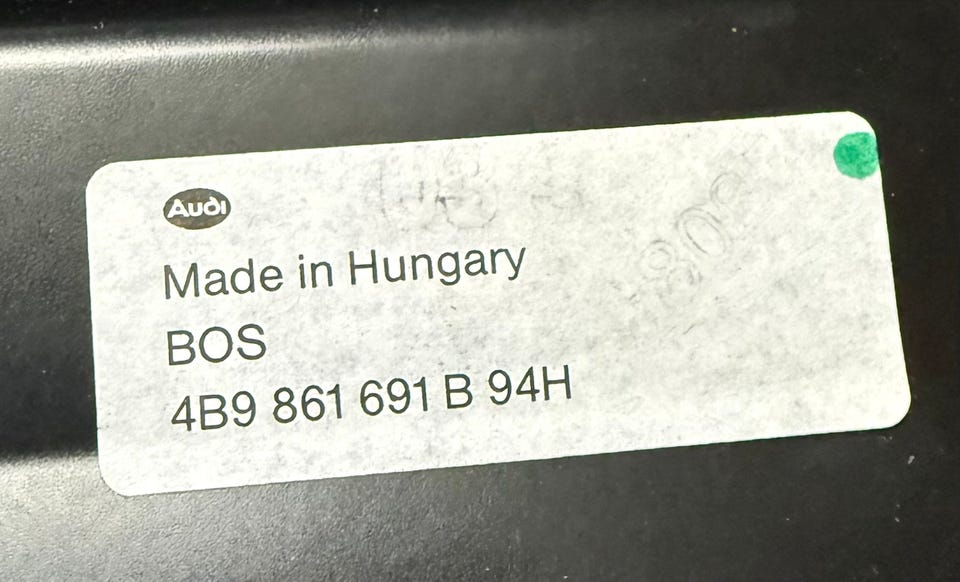 Audi
Made in Hungary
BOS
4B9 861 691 B 94H